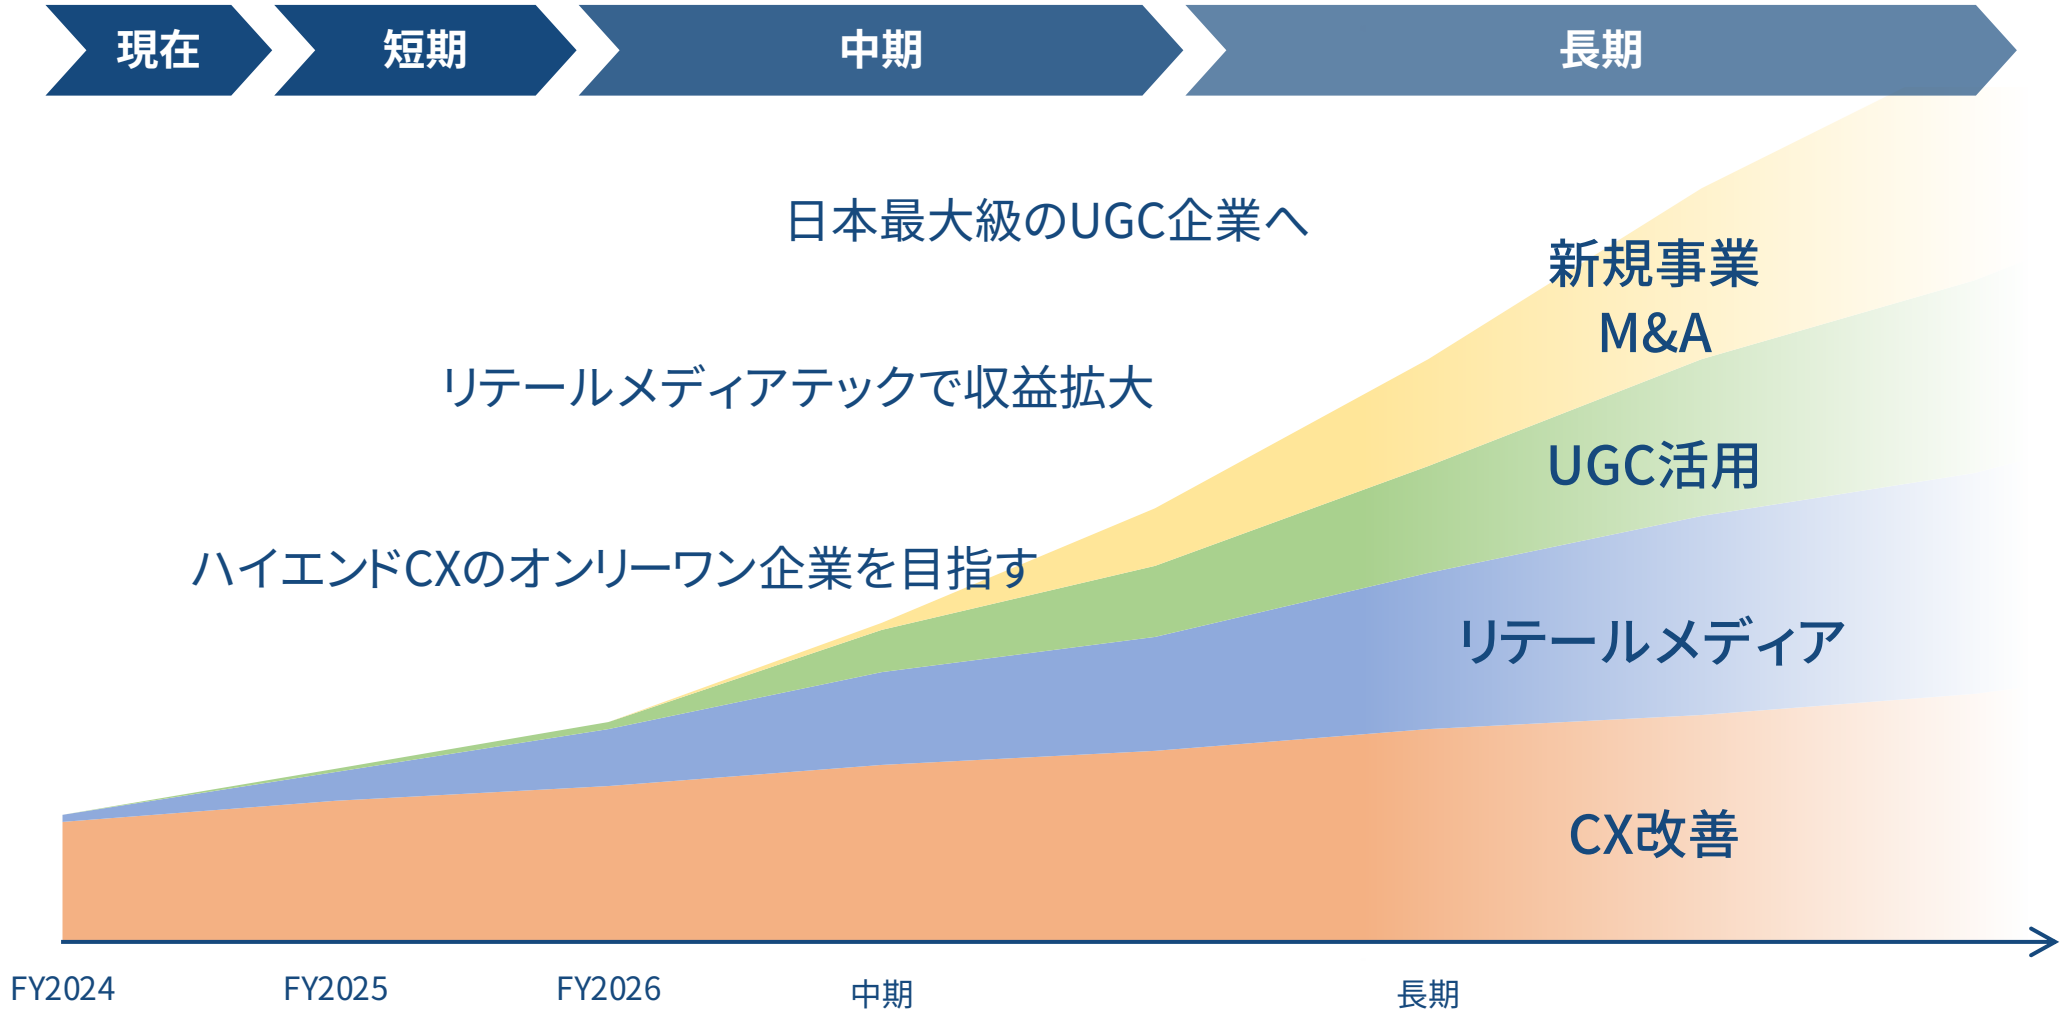 現在
短期
中期
長期
日本最大級のUGC企業へ
新規事業
M&A
リテールメディアテックで収益拡大
UGC活用
ハイエンドCXのオンリーワン企業を目指す
リテールメディア
CX改善
FY2024
FY2025
FY2026
中期
長期